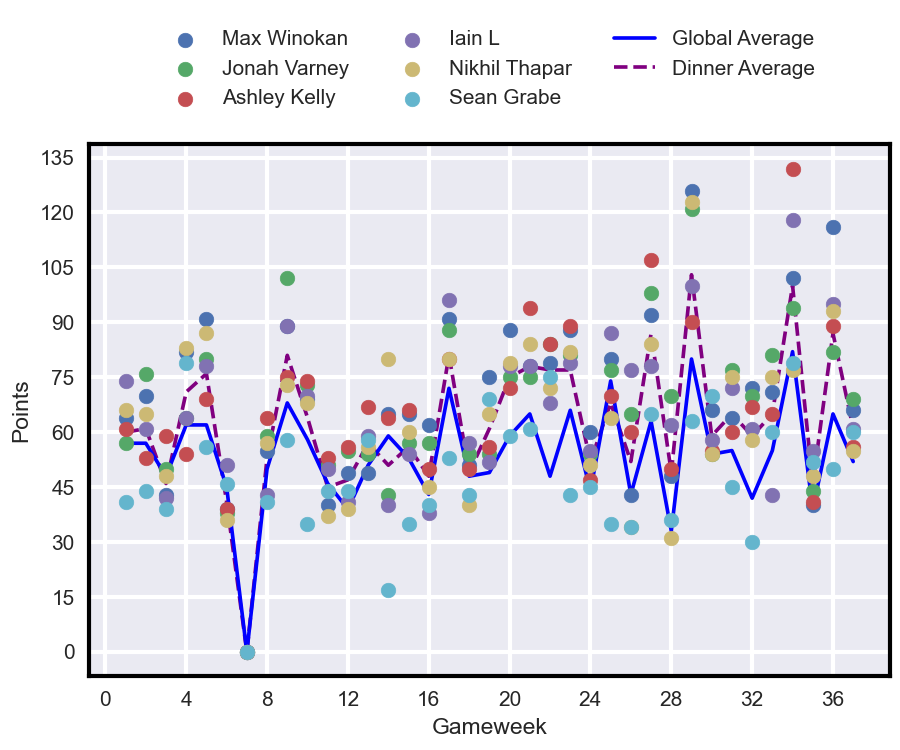 Max Winokan Iain L Global Average
Jonah Varney Nikhil Thapar Dinner Average
Ashley Kelly Sean Grabe
135
120
105
90
75
60
45
30
15
0
Points
0 4 8 12 16 20 24 28 32 36
Gameweek